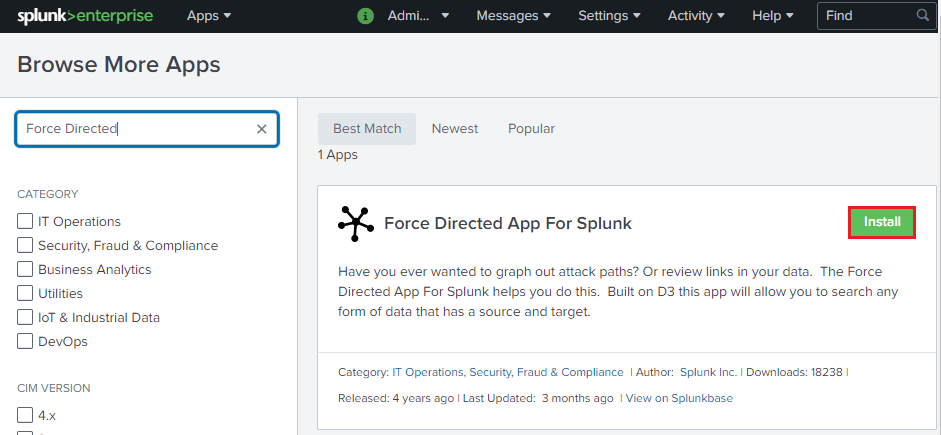 splunk>enterprise Apps ▾ i Admi... ▾ Messages ▾ Settings ▾ Activity ▾ Help ▾ Find
Browse More Apps
Force Directed ✕
Best Match Newest Popular
1 Apps
CATEGORY
IT Operations
Security, Fraud & Compliance
Business Analytics
Utilities
IoT & Industrial Data
DevOps
CIM VERSION
4.x
Force Directed App For Splunk Install
Have you ever wanted to graph out attack paths? Or review links in your data. The Force
Directed App For Splunk helps you do this. Built on D3 this app will allow you to search any
form of data that has a source and target.
Category: IT Operations, Security, Fraud & Compliance | Author: Splunk Inc. | Downloads: 18238 |
Released: 4 years ago | Last Updated: 3 months ago | View on Splunkbase